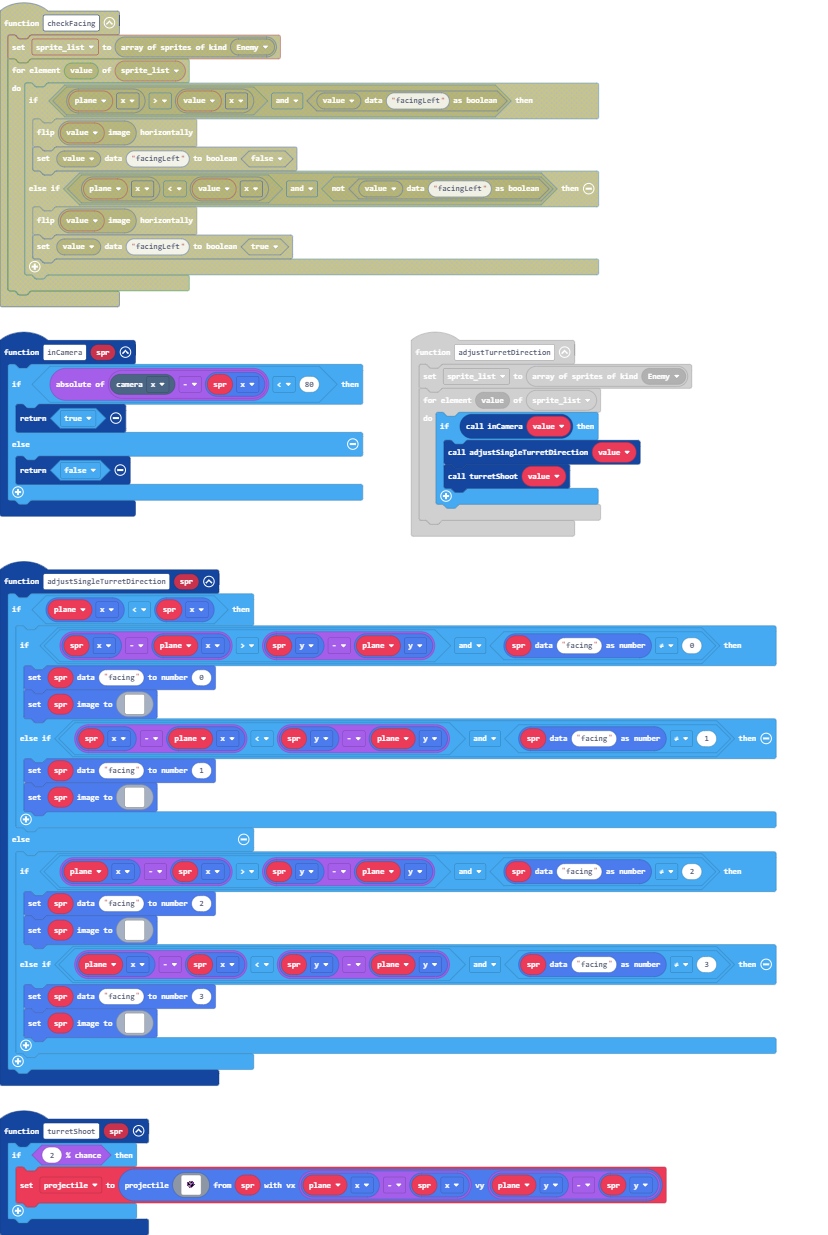 function checkFacing
set sprite_list to array of sprites of kind Enemy
for element value of sprite_list
do
if plane x > value x and value data "facingLeft" as boolean then
flip value image horizontally
set value data "facingLeft" to boolean false
else if plane x < value x and not value data "facingLeft" as boolean then
flip value image horizontally
set value data "facingLeft" to boolean true
function inCamera spr
if absolute of camera x - spr x < 80 then
return true
else
return false
function adjustTurretDirection
set sprite_list to array of sprites of kind Enemy
for element value of sprite_list
do
if call inCamera value then
call adjustSingleTurretDirection value
call turretShoot value
function adjustSingleTurretDirection spr
if plane x < spr x then
if spr x - plane x > spr y - plane y and spr data "facing" as number ≠ 0 then
set spr data "facing" to number 0
set spr image to
else if spr x - plane x < spr y - plane y and spr data "facing" as number ≠ 1 then
set spr data "facing" to number 1
set spr image to
else
if plane x - spr x > spr y - plane y and spr data "facing" as number ≠ 2 then
set spr data "facing" to number 2
set spr image to
else if plane x - spr x < spr y - plane y and spr data "facing" as number ≠ 3 then
set spr data "facing" to number 3
set spr image to
function turretShoot spr
if 2 % chance then
set projectile to projectile from spr with vx plane x - spr x vy plane y - spr y